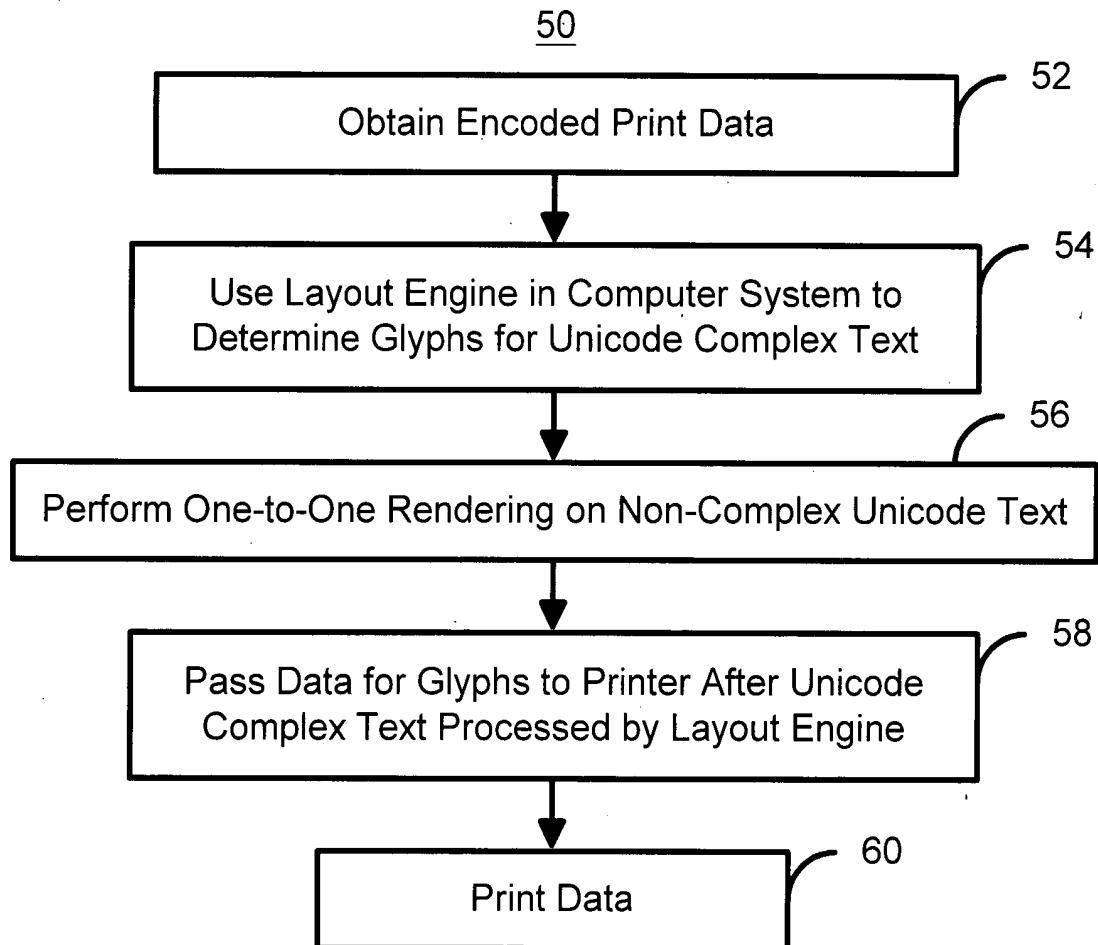 50
52
Obtain Encoded Print Data
54
Use Layout Engine in Computer System to
Determine Glyphs for Unicode Complex Text
56
Perform One-to-One Rendering on Non-Complex Unicode Text
58
Pass Data for Glyphs to Printer After Unicode
Complex Text Processed by Layout Engine
60
Print Data